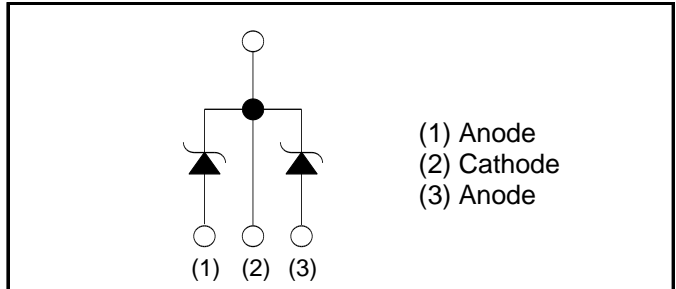 (1) Anode
(2) Cathode
(3) Anode
(1) (2) (3)